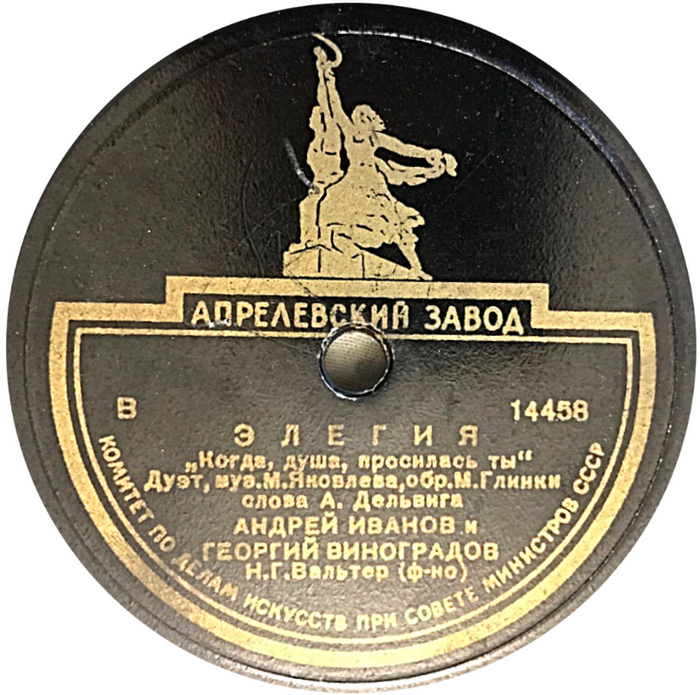 АПРЕЛЕВСКИЙ ЗАВОД
В 14458
ЭЛЕГИЯ
„Когда, душа, просилась ты“
Дуэт, муз.М.Яковлева,обр.М.Глинки
слова А. Дельвига
АНДРЕЙ ИВАНОВ и
ГЕОРГИЙ ВИНОГРАДОВ
Н.Г.Вальтер (ф-но)
КОМИТЕТ ПО ДЕЛАМ ИСКУССТВ ПРИ СОВЕТЕ МИНИСТРОВ СССР